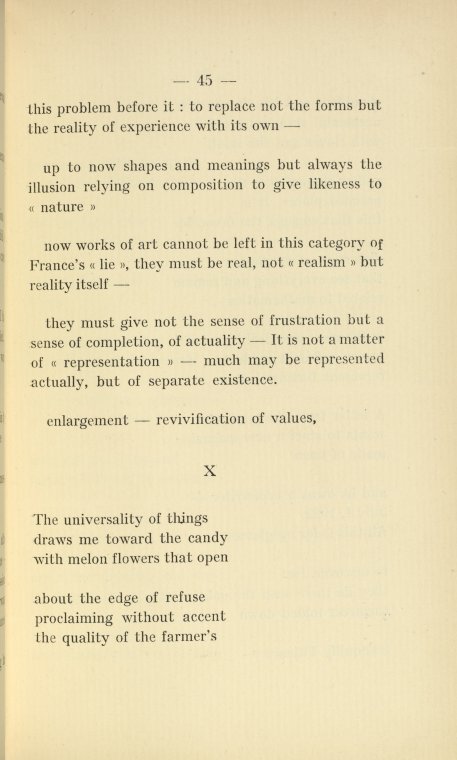 — 45 —
this problem before it : to replace not the forms but
the reality of experience with its own —
up to now shapes and meanings but always the
illusion relying on composition to give likeness to
« nature »
now works of art cannot be left in this category of
France's « lie », they must be real, not « realism » but
reality itself —
they must give not the sense of frustration but a
sense of completion, of actuality — It is not a matter
of « representation » — much may be represented
actually, but of separate existence.
enlargement — revivification of values,
X
The universality of things
draws me toward the candy
with melon flowers that open
about the edge of refuse
proclaiming without accent
the quality of the farmer's